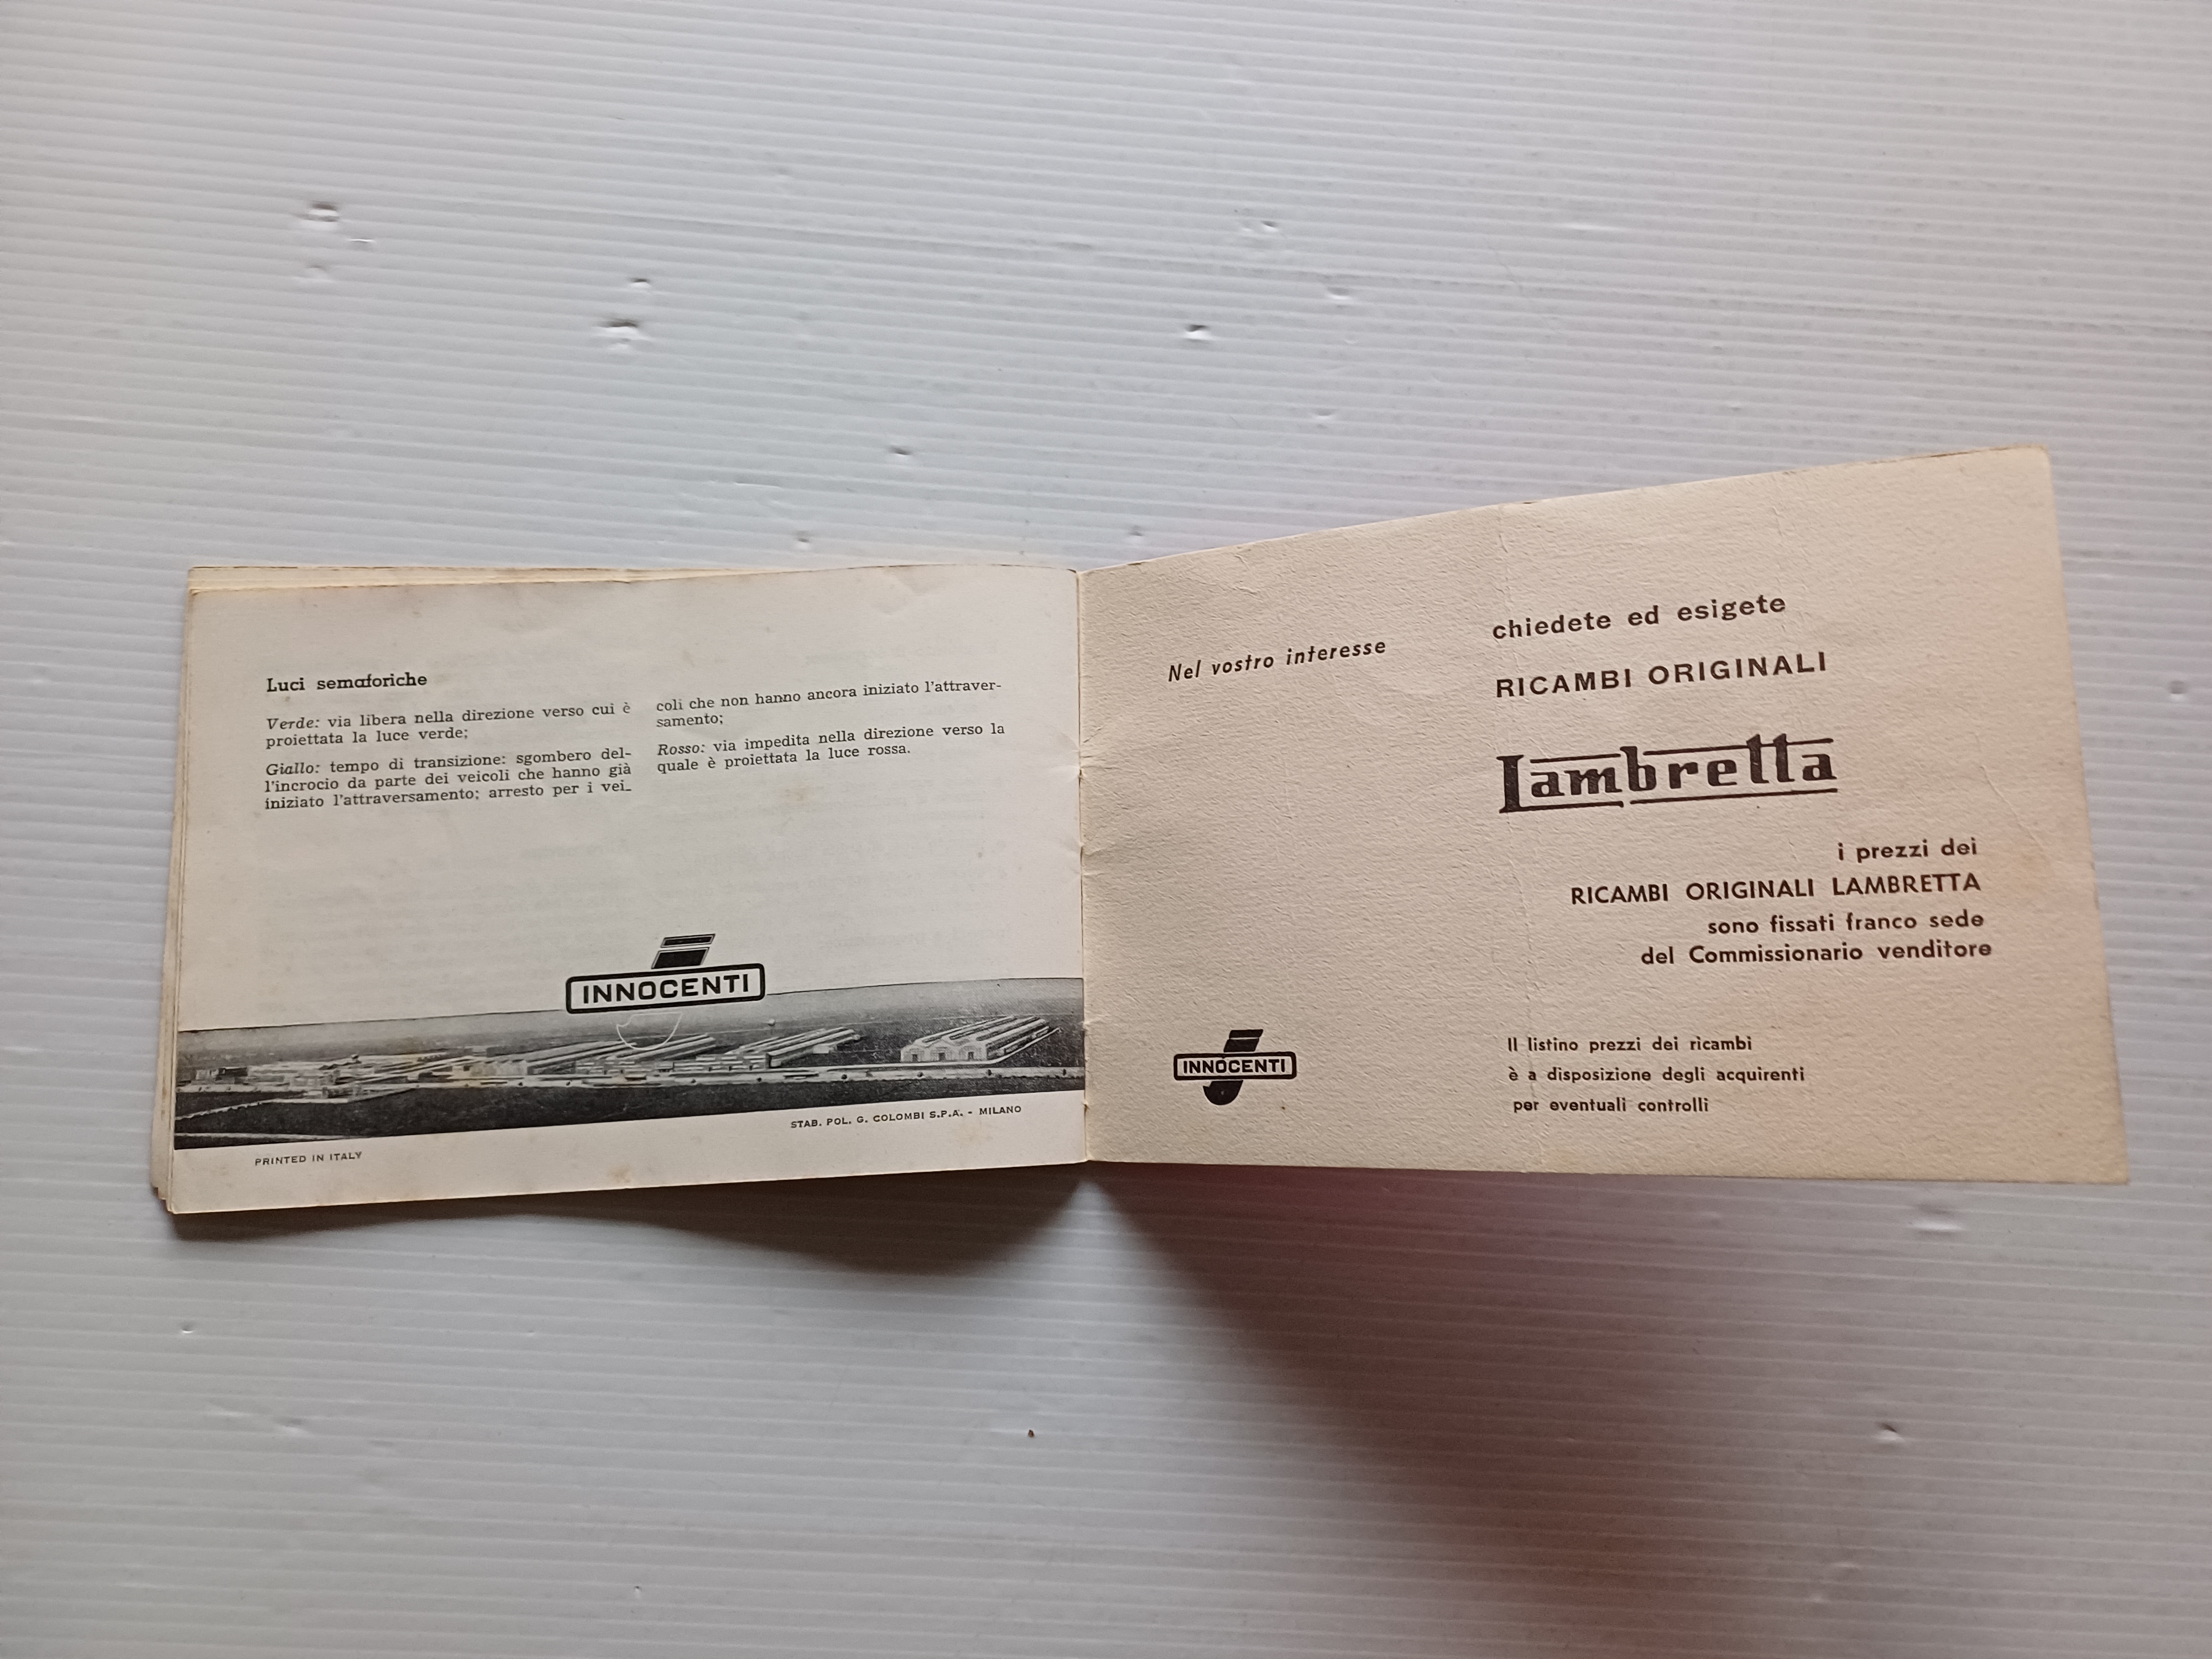 Luci semaforiche
Verde: via libera nella direzione verso cui è
proiettata la luce verde;
Giallo: tempo di transizione: sgombero del-
l'incrocio da parte dei veicoli che hanno già
iniziato l'attraversamento; arresto per i vei-
coli che non hanno ancora iniziato l'attraver-
samento;
Rosso: via impedita nella direzione verso la
quale è proiettata la luce rossa.
INNOCENTI
STAB. POL. G. COLOMBI S.P.A. - MILANO
PRINTED IN ITALY
Nel vostro interesse
chiedete ed esigete
RICAMBI ORIGINALI
Lambretta
i prezzi dei
RICAMBI ORIGINALI LAMBRETTA
sono fissati franco sede
del Commissionario venditore
INNOCENTI
Il listino prezzi dei ricambi
è a disposizione degli acquirenti
per eventuali controlli